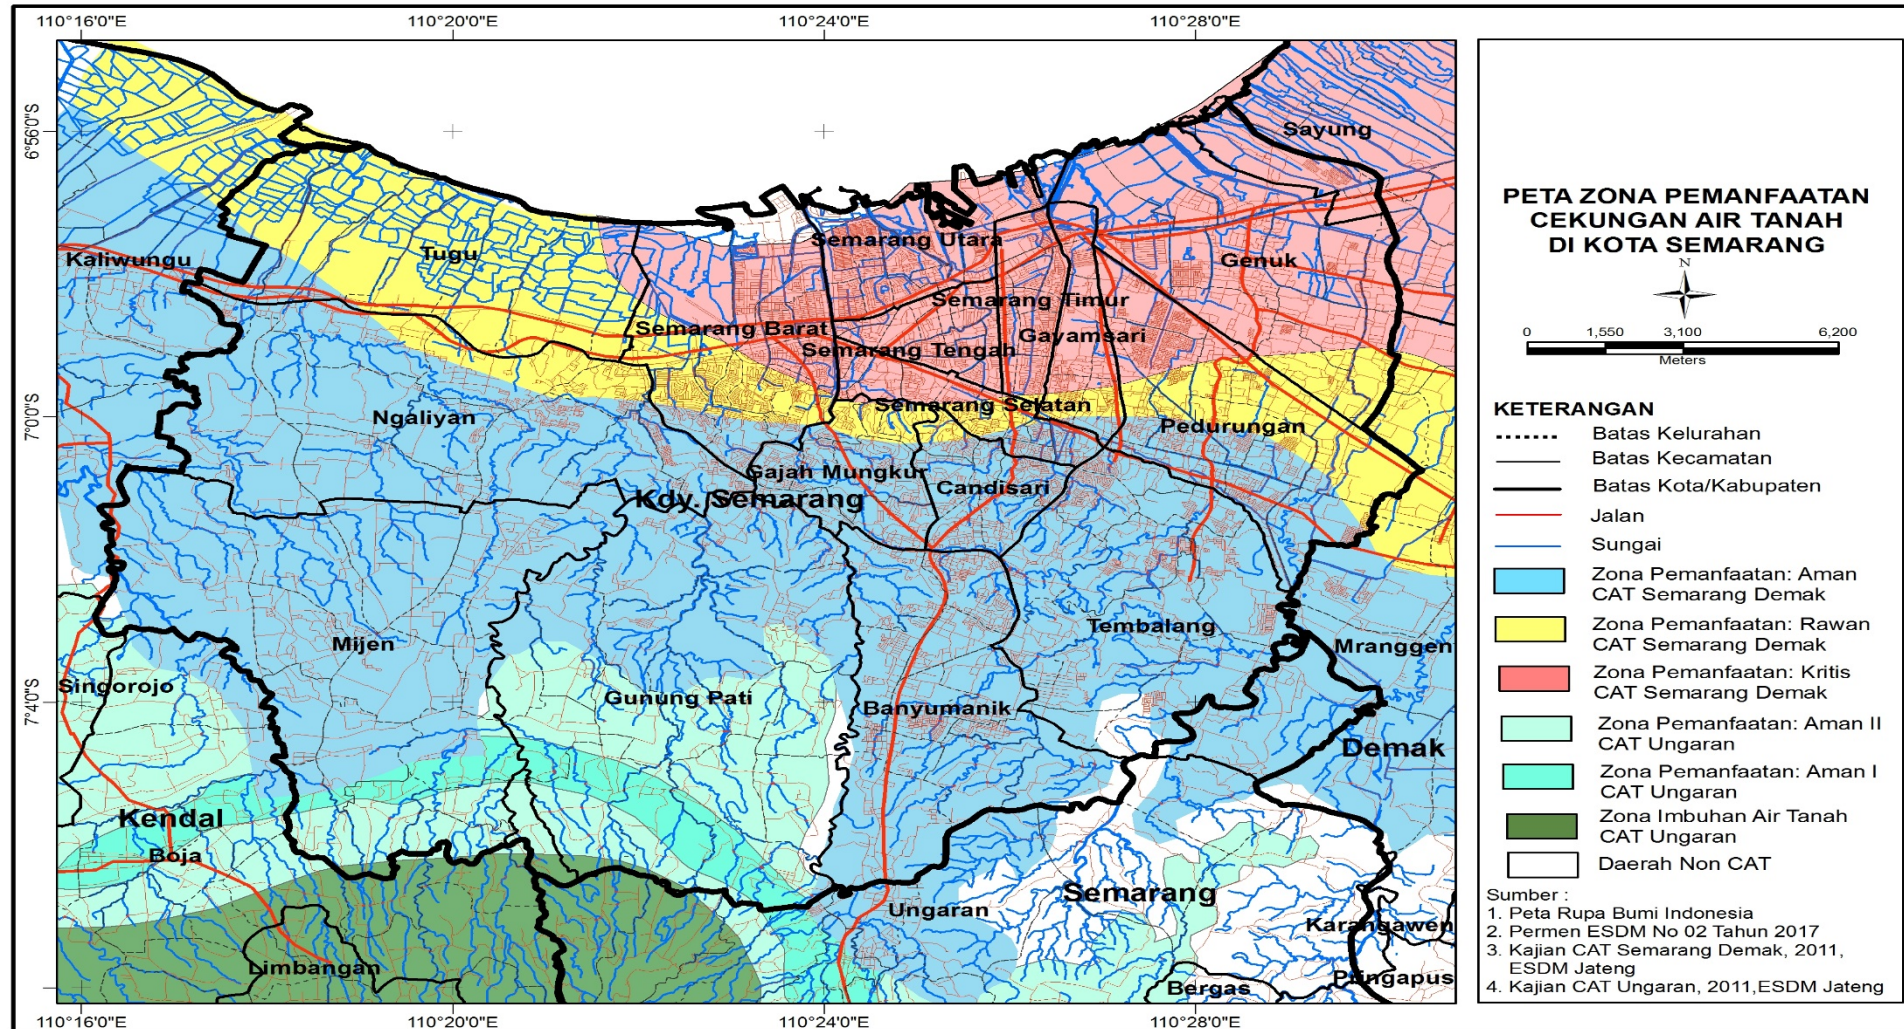 110°16'0"E
110°20'0"E
110°24'0"E
110°28'0"E
6°56'0"S
7°0'0"S
7°4'0"S
Sayung
Kaliwungu
Tugu
Semarang Utara
Genuk
Semarang Timur
Semarang Barat
Gayamsari
Semarang Tengah
Semarang Selatan
Ngaliyan
Pedurungan
Gajah Mungkur
Candisari
Kdy. Semarang
Mijen
Tembalang
Mranggen
Singorojo
Gunung Pati
Banyumanik
Demak
Kendal
Boja
Semarang
Ungaran
Karangawen
Limbangan
Pringapus
Bergas
110°16'0"E
110°20'0"E
110°24'0"E
110°28'0"E
PETA ZONA PEMANFAATAN
CEKUNGAN AIR TANAH
DI KOTA SEMARANG
N
0 1,550 3,100 6,200
Meters
KETERANGAN
Batas Kelurahan
Batas Kecamatan
Batas Kota/Kabupaten
Jalan
Sungai
Zona Pemanfaatan: Aman
CAT Semarang Demak
Zona Pemanfaatan: Rawan
CAT Semarang Demak
Zona Pemanfaatan: Kritis
CAT Semarang Demak
Zona Pemanfaatan: Aman II
CAT Ungaran
Zona Pemanfaatan: Aman I
CAT Ungaran
Zona Imbuhan Air Tanah
CAT Ungaran
Daerah Non CAT
Sumber :
1. Peta Rupa Bumi Indonesia
2. Permen ESDM No 02 Tahun 2017
3. Kajian CAT Semarang Demak, 2011,
ESDM Jateng
4. Kajian CAT Ungaran, 2011,ESDM Jateng